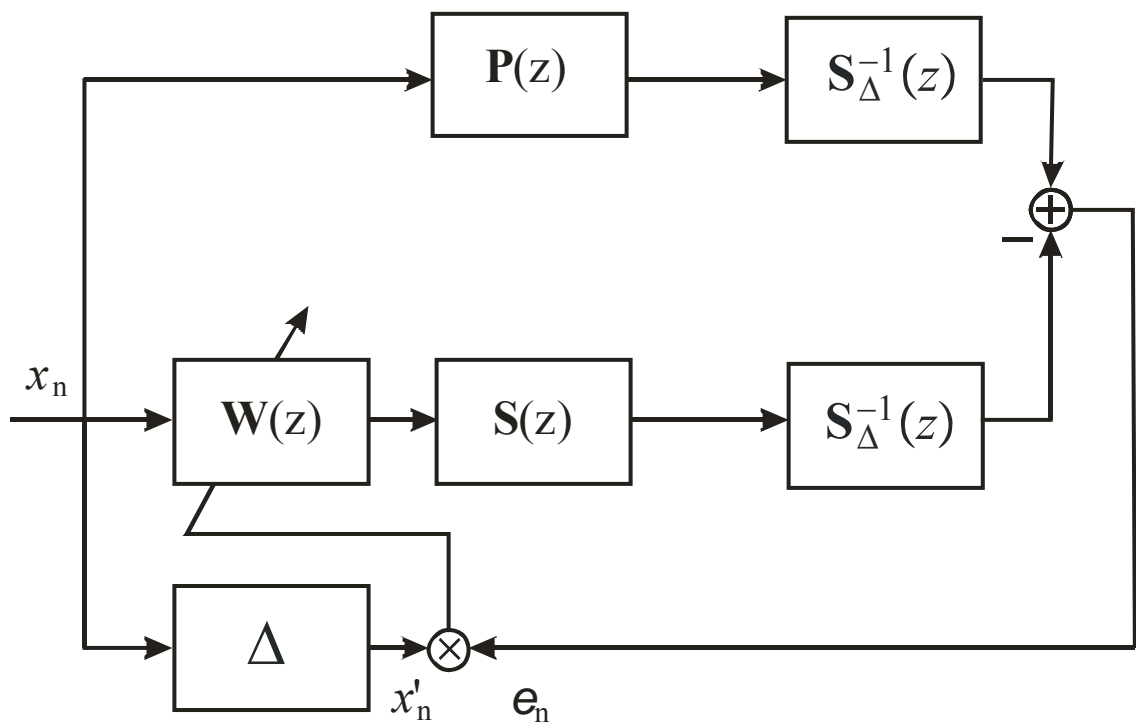 P(z)
S_Δ^{-1}(z)
−
x_n
W(z)
S(z)
S_Δ^{-1}(z)
Δ
x'_n
e_n